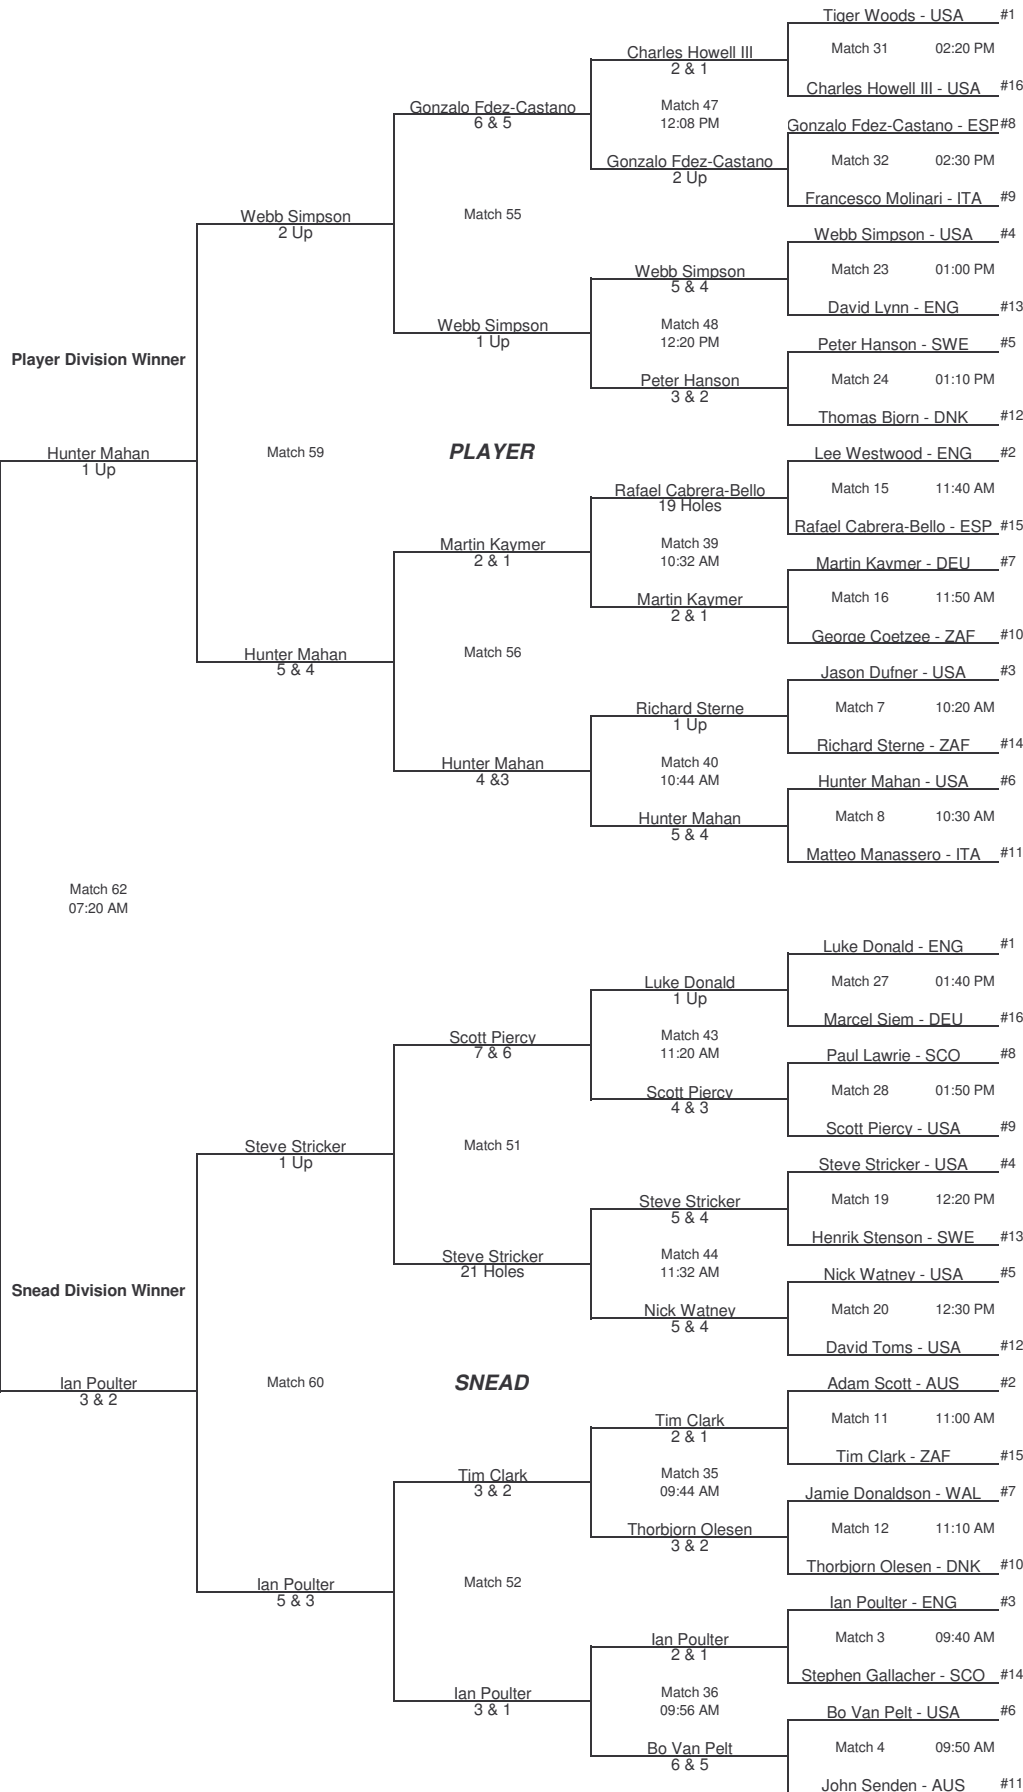 Tiger Woods - USA #1
Charles Howell III
2 & 1
Match 31 02:20 PM
Charles Howell III - USA #16
Gonzalo Fdez-Castano
6 & 5
Match 47
12:08 PM
Gonzalo Fdez-Castano - ESP #8
Gonzalo Fdez-Castano
2 Up
Match 32 02:30 PM
Francesco Molinari - ITA #9
Webb Simpson
2 Up
Match 55
Webb Simpson - USA #4
Webb Simpson
5 & 4
Match 23 01:00 PM
David Lynn - ENG #13
Webb Simpson
1 Up
Match 48
12:20 PM
Peter Hanson - SWE #5
Player Division Winner
Peter Hanson
3 & 2
Match 24 01:10 PM
Thomas Bjorn - DNK #12
Hunter Mahan
1 Up
Match 59
PLAYER
Lee Westwood - ENG #2
Rafael Cabrera-Bello
19 Holes
Match 15 11:40 AM
Rafael Cabrera-Bello - ESP #15
Martin Kaymer
2 & 1
Match 39
10:32 AM
Martin Kaymer - DEU #7
Martin Kaymer
2 & 1
Match 16 11:50 AM
George Coetzee - ZAF #10
Hunter Mahan
5 & 4
Match 56
Jason Dufner - USA #3
Richard Sterne
1 Up
Match 7 10:20 AM
Richard Sterne - ZAF #14
Hunter Mahan
4 &3
Match 40
10:44 AM
Hunter Mahan - USA #6
Hunter Mahan
5 & 4
Match 8 10:30 AM
Matteo Manassero - ITA #11
Match 62
07:20 AM
Luke Donald - ENG #1
Luke Donald
1 Up
Match 27 01:40 PM
Marcel Siem - DEU #16
Scott Piercy
7 & 6
Match 43
11:20 AM
Paul Lawrie - SCO #8
Scott Piercy
4 & 3
Match 28 01:50 PM
Scott Piercy - USA #9
Steve Stricker
1 Up
Match 51
Steve Stricker - USA #4
Steve Stricker
5 & 4
Match 19 12:20 PM
Henrik Stenson - SWE #13
Steve Stricker
21 Holes
Match 44
11:32 AM
Nick Watney - USA #5
Snead Division Winner
Nick Watney
5 & 4
Match 20 12:30 PM
David Toms - USA #12
Ian Poulter
3 & 2
Match 60
SNEAD
Adam Scott - AUS #2
Tim Clark
2 & 1
Match 11 11:00 AM
Tim Clark - ZAF #15
Tim Clark
3 & 2
Match 35
09:44 AM
Jamie Donaldson - WAL #7
Thorbjorn Olesen
3 & 2
Match 12 11:10 AM
Thorbjorn Olesen - DNK #10
Ian Poulter
5 & 3
Match 52
Ian Poulter - ENG #3
Ian Poulter
2 & 1
Match 3 09:40 AM
Stephen Gallacher - SCO #14
Ian Poulter
3 & 1
Match 36
09:56 AM
Bo Van Pelt - USA #6
Bo Van Pelt
6 & 5
Match 4 09:50 AM
John Senden - AUS #11